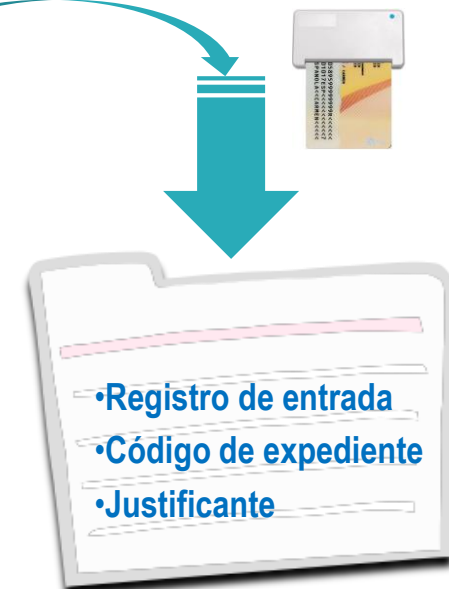 •Registro de entrada
•Código de expediente
•Justificante